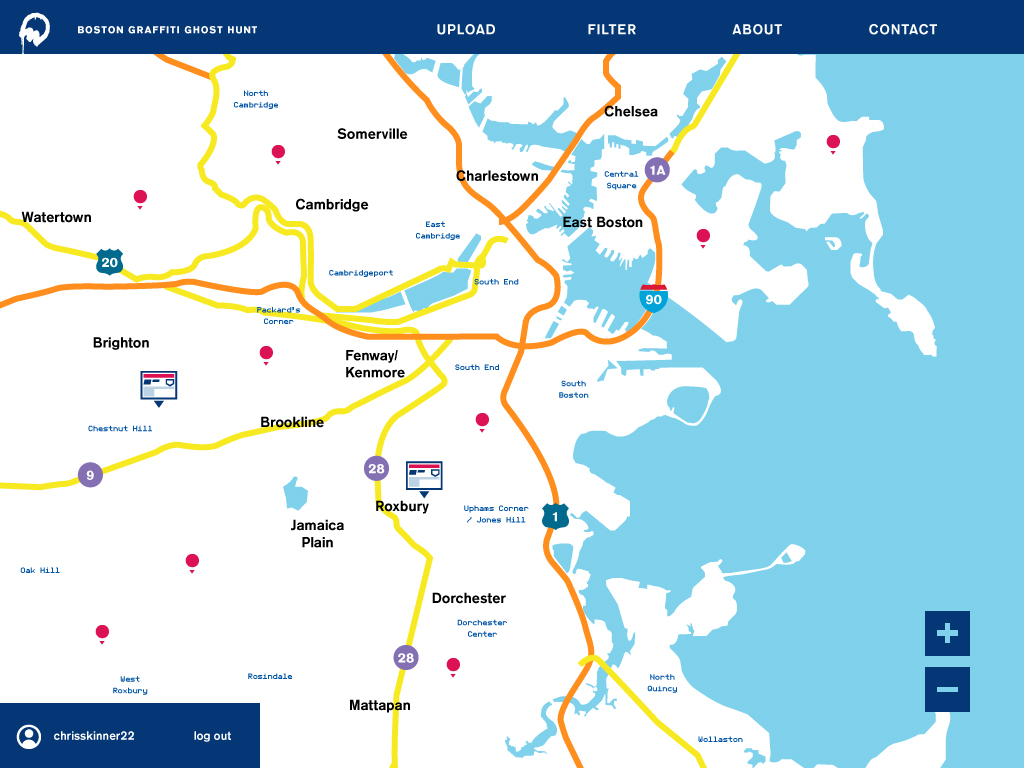 BOSTON GRAFFITI GHOST HUNT
UPLOAD
FILTER
ABOUT
CONTACT
North
Cambridge
Somerville
Chelsea
Charlestown
1A
Central
Square
Cambridge
Watertown
East
Cambridge
East Boston
20
Cambridgeport
South End
90
Packard's
Corner
Brighton
Fenway/
Kenmore
South End
South
Boston
Chestnut Hill
Brookline
9
28
Roxbury
Uphams Corner
/ Jones Hill
1
Jamaica
Plain
Oak Hill
Dorchester
Dorchester
Center
28
West
Roxbury
Rosindale
North
Quincy
Mattapan
Wollaston
chrisskinner22
log out